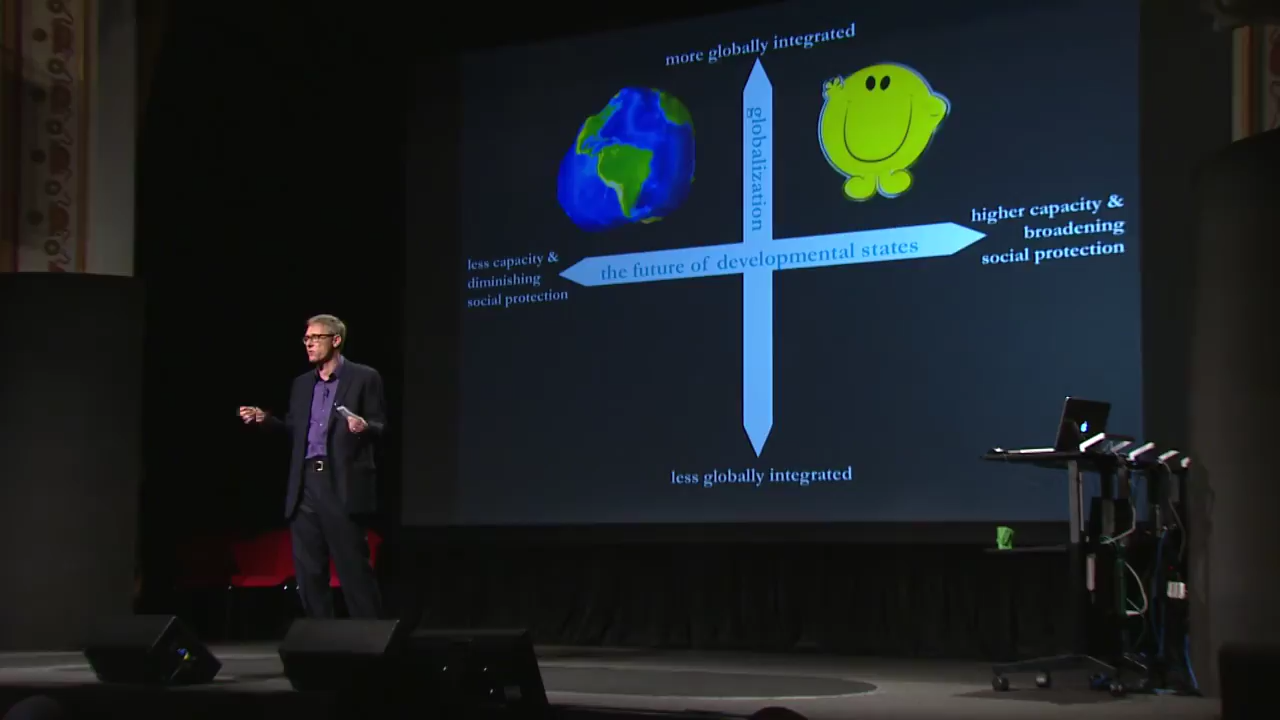 more globally integrated
globalization
higher capacity &
broadening
social protection
the future of developmental states
less capacity &
diminishing
social protection
less globally integrated